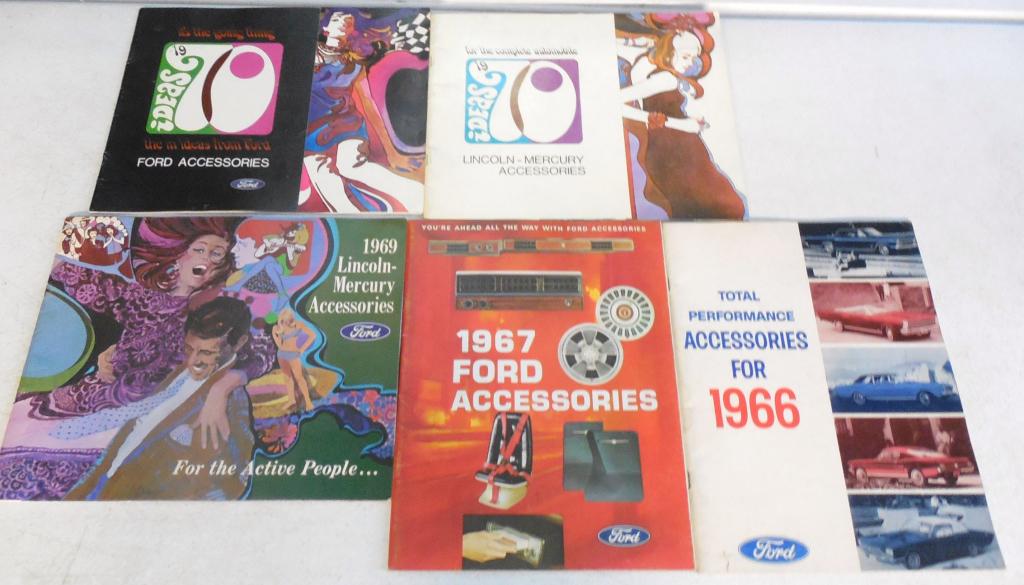 it's the going thing
iDEAS
19
70
the in ideas from ford
FORD ACCESSORIES
Ford
for the complete automobile
iDEAS
19
70
LINCOLN-MERCURY
ACCESSORIES
1969
Lincoln-
Mercury
Accessories
Ford
For the Active People...
YOU'RE AHEAD ALL THE WAY WITH FORD ACCESSORIES
1967
FORD
ACCESSORIES
Ford
TOTAL
PERFORMANCE
ACCESSORIES
FOR
1966
Ford